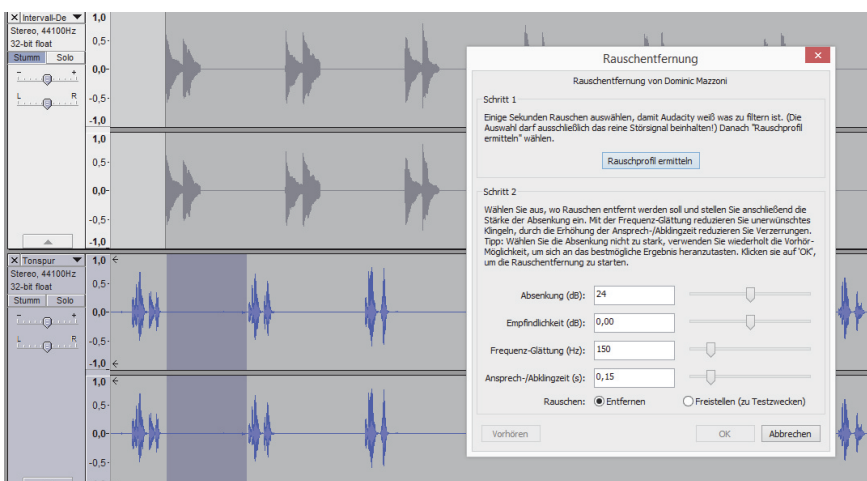 Intervall-De
Stereo, 44100Hz
32-bit float
Stumm Solo
- +
L R
1,0
0,5-
0,0-
-0,5-
-1,0
1,0
0,5-
0,0-
-0,5-
-1,0
Tonspur
Stereo, 44100Hz
32-bit float
Stumm Solo
- +
L R
1,0
0,5-
0,0-
-0,5-
-1,0
1,0
0,5-
0,0-
-0,5-
Rauschentfernung
Rauschentfernung von Dominic Mazzoni
Schritt 1
Einige Sekunden Rauschen auswählen, damit Audacity weiß was zu filtern ist. (Die
Auswahl darf ausschließlich das reine Störsignal beinhalten!) Danach "Rauschprofil
ermitteln" wählen.
Rauschprofil ermitteln
Schritt 2
Wählen Sie aus, wo Rauschen entfernt werden soll und stellen Sie anschließend die
Stärke der Absenkung ein. Mit der Frequenz-Glättung reduzieren Sie unerwünschtes
Klingeln, durch die Erhöhung der Ansprech-/Abklingzeit reduzieren Sie Verzerrungen.
Tipp: Wählen Sie die Absenkung nicht zu stark, verwenden Sie wiederholt die Vorhör-
Möglichkeit, um sich an das bestmögliche Ergebnis heranzutasten. Klicken sie auf 'OK',
um die Rauschentfernung zu starten.
Absenkung (dB): 24
Empfindlichkeit (dB): 0,00
Frequenz-Glättung (Hz): 150
Ansprech-/Abklingzeit (s): 0,15
Rauschen: Entfernen Freistellen (zu Testzwecken)
Vorhören OK Abbrechen